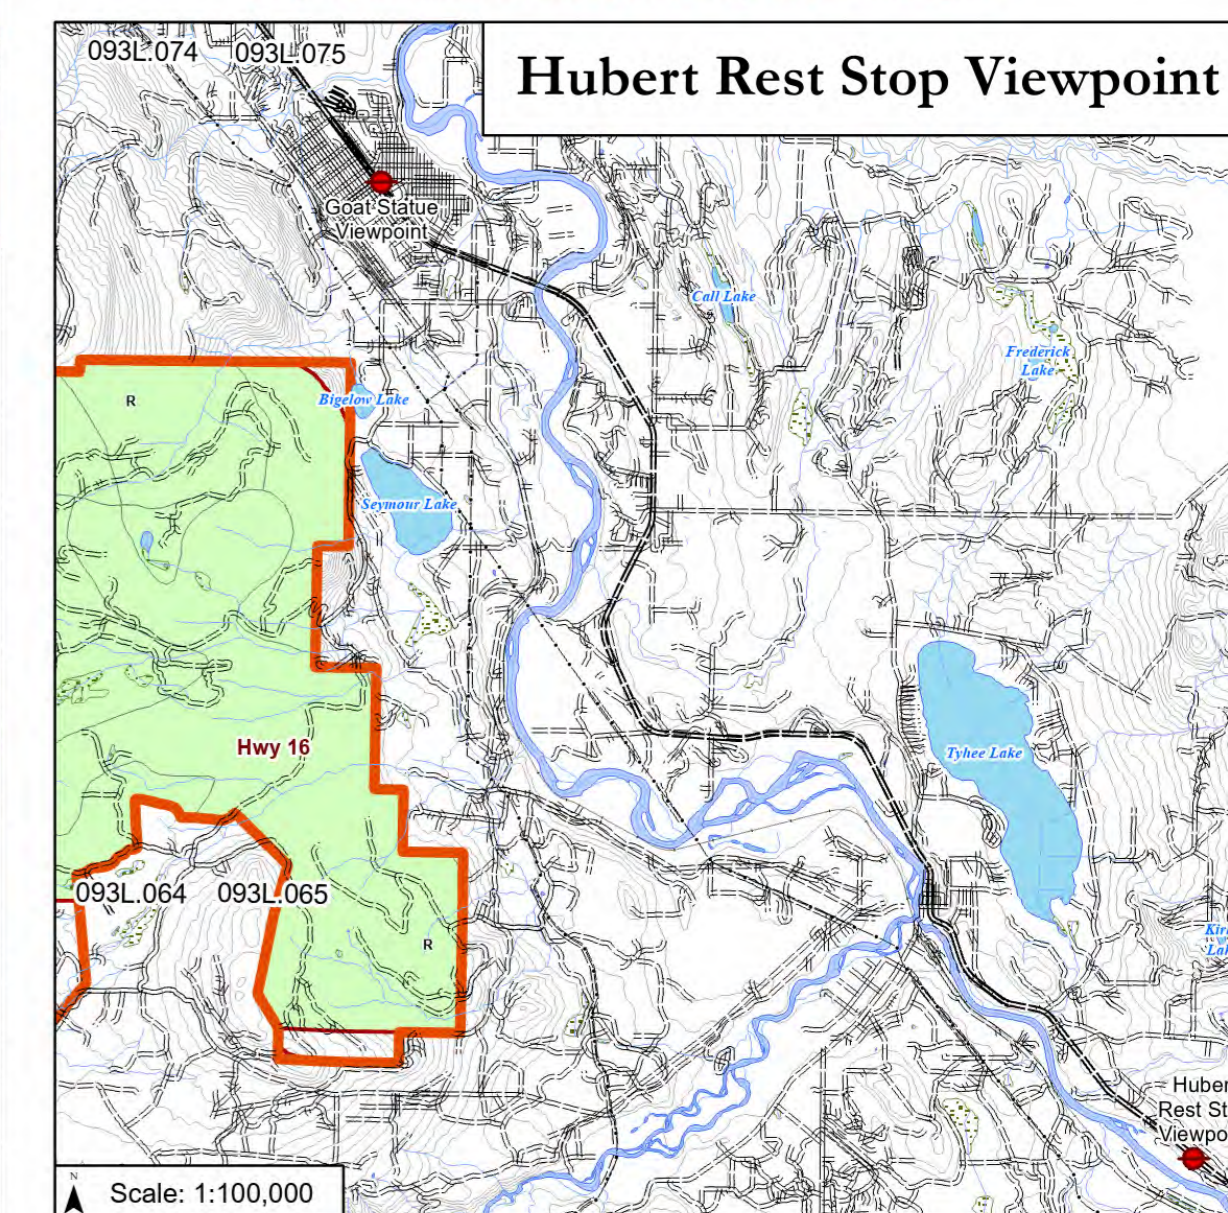 093L.074
093L.075
Hubert Rest Stop Viewpoint
Goat Statue
Viewpoint
Call Lake
Frederick
Lake
R
Bigelow Lake
Seymour Lake
Hwy 16
Tyhee Lake
093L.064
093L.065
R
N
Scale: 1:100,000